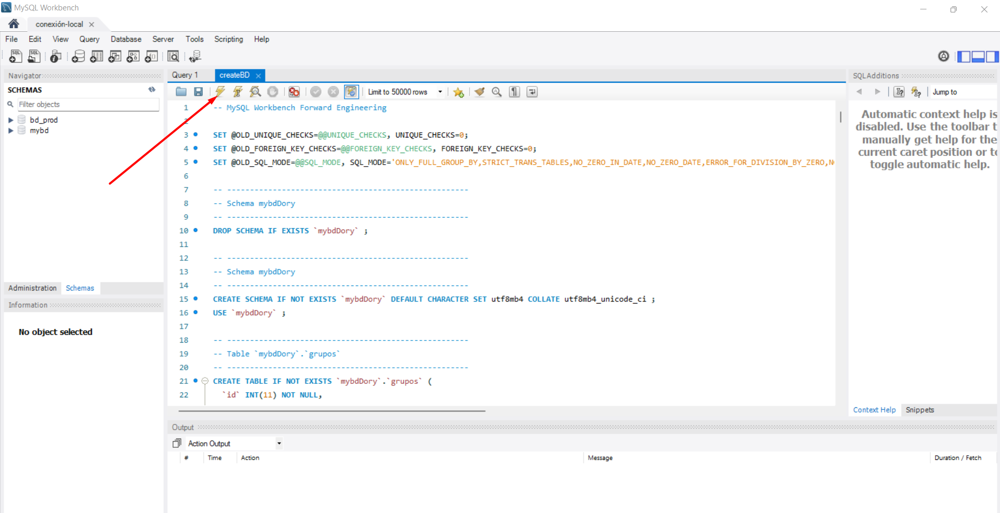 MySQL Workbench
conexión-local
File Edit View Query Database Server Tools Scripting Help
Navigator
SCHEMAS
Filter objects
bd_prod
mybd
Administration Schemas
Information
No object selected
Query 1 createBD
Limit to 50000 rows
1 -- MySQL Workbench Forward Engineering
2
3 SET @OLD_UNIQUE_CHECKS=@@UNIQUE_CHECKS, UNIQUE_CHECKS=0;
4 SET @OLD_FOREIGN_KEY_CHECKS=@@FOREIGN_KEY_CHECKS, FOREIGN_KEY_CHECKS=0;
5 SET @OLD_SQL_MODE=@@SQL_MODE, SQL_MODE='ONLY_FULL_GROUP_BY,STRICT_TRANS_TABLES,NO_ZERO_IN_DATE,NO_ZERO_DATE,ERROR_FOR_DIVISION_BY_ZERO,N
6
7 -- -----------------------------------------------------
8 -- Schema mybdDory
9 -- -----------------------------------------------------
10 DROP SCHEMA IF EXISTS `mybdDory` ;
11
12 -- -----------------------------------------------------
13 -- Schema mybdDory
14 -- -----------------------------------------------------
15 CREATE SCHEMA IF NOT EXISTS `mybdDory` DEFAULT CHARACTER SET utf8mb4 COLLATE utf8mb4_unicode_ci ;
16 USE `mybdDory` ;
17
18 -- -----------------------------------------------------
19 -- Table `mybdDory`.`grupos`
20 -- -----------------------------------------------------
21 CREATE TABLE IF NOT EXISTS `mybdDory`.`grupos` (
22 `id` INT(11) NOT NULL,
Output
Action Output
# Time Action Message Duration / Fetch
SQLAdditions
Jump to
Automatic context help is
disabled. Use the toolbar t
manually get help for the
current caret position or to
toggle automatic help.
Context Help Snippets